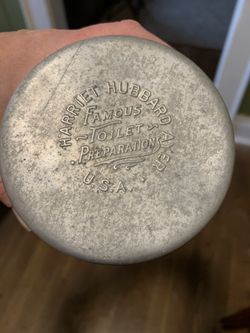 HARRIET HUBBARD AYER
FAMOUS
TOILET
PREPARATIONS
U.S.A.